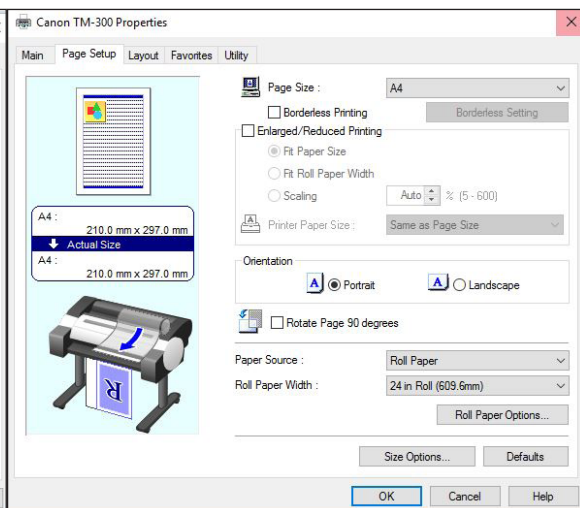 Canon TM-300 Properties
Main Page Setup Layout Favorites Utility
Page Size : A4
Borderless Printing Borderless Setting
Enlarged/Reduced Printing
Fit Paper Size
Fit Roll Paper Width
Scaling Auto % (5 - 600)
Printer Paper Size : Same as Page Size
A4 :
210.0 mm x 297.0 mm
Actual Size
A4 :
210.0 mm x 297.0 mm
Orientation
A Portrait A Landscape
Rotate Page 90 degrees
R
Paper Source : Roll Paper
Roll Paper Width : 24 in Roll (609.6mm)
Roll Paper Options...
Size Options... Defaults
OK Cancel Help